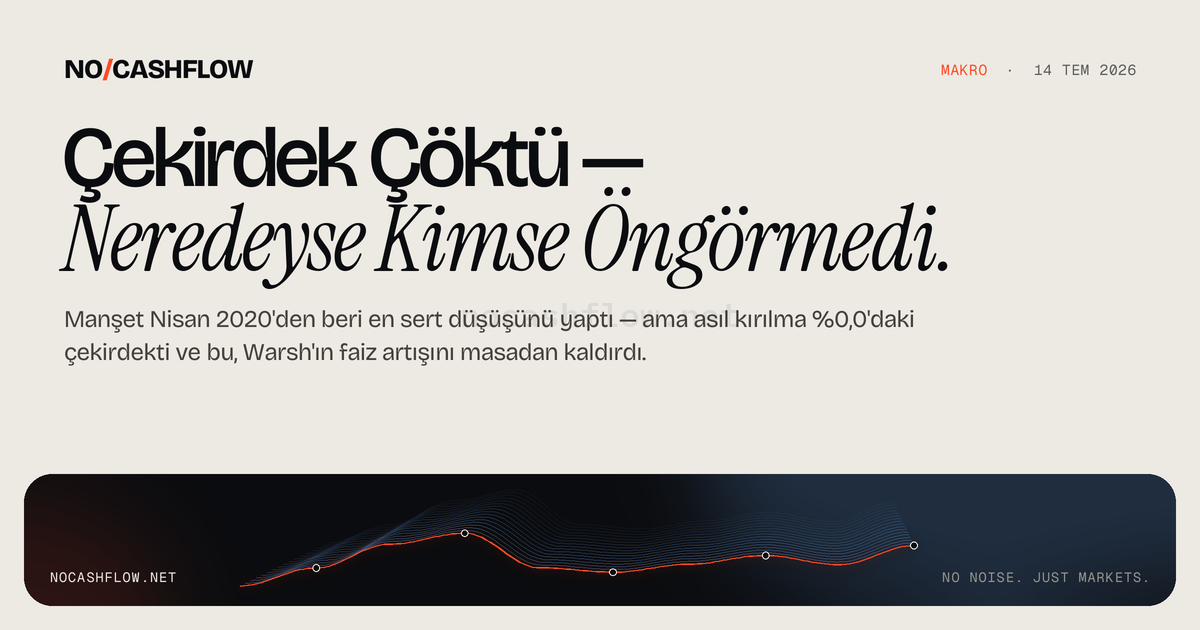 NO/CASHFLOW
MAKRO · 14 TEM 2026
Çekirdek Çöktü —
Neredeyse Kimse Öngörmedi.
nocashflow.net
Manşet Nisan 2020'den beri en sert düşüşünü yaptı — ama asıl kırılma %0,0'daki
çekirdekti ve bu, Warsh'ın faiz artışını masadan kaldırdı.
NOCASHFLOW.NET
NO NOISE. JUST MARKETS.